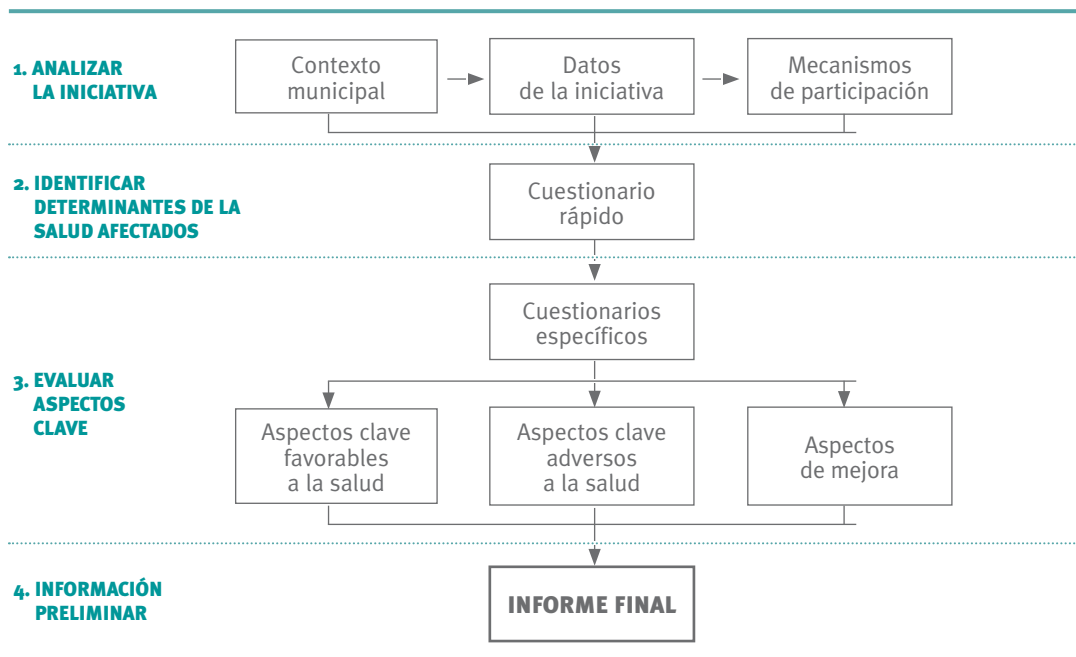 1. ANALIZAR
LA INICIATIVA
Contexto
municipal
Datos
de la iniciativa
Mecanismos
de participación
2. IDENTIFICAR
DETERMINANTES DE LA
SALUD AFECTADOS
Cuestionario
rápido
3. EVALUAR
ASPECTOS
CLAVE
Cuestionarios
específicos
Aspectos clave
favorables
a la salud
Aspectos clave
adversos
a la salud
Aspectos
de mejora
4. INFORMACIÓN
PRELIMINAR
INFORME FINAL